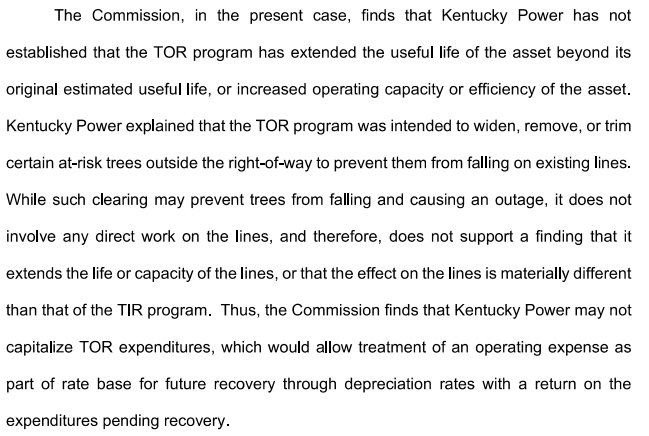 The Commission, in the present case, finds that Kentucky Power has not
established that the TOR program has extended the useful life of the asset beyond its
original estimated useful life, or increased operating capacity or efficiency of the asset.
Kentucky Power explained that the TOR program was intended to widen, remove, or trim
certain at-risk trees outside the right-of-way to prevent them from falling on existing lines.
While such clearing may prevent trees from falling and causing an outage, it does not
involve any direct work on the lines, and therefore, does not support a finding that it
extends the life or capacity of the lines, or that the effect on the lines is materially different
than that of the TIR program. Thus, the Commission finds that Kentucky Power may not
capitalize TOR expenditures, which would allow treatment of an operating expense as
part of rate base for future recovery through depreciation rates with a return on the
expenditures pending recovery.